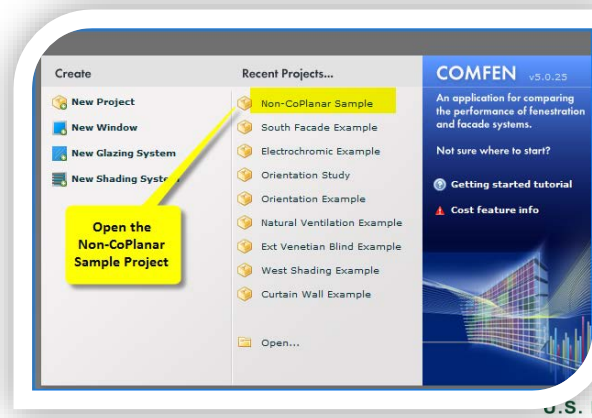 Create
New Project
New Window
New Glazing System
New Shading System
Open the
Non-CoPlanar
Sample Project
Recent Projects...
Non-CoPlanar Sample
South Facade Example
Electrochromic Example
Orientation Study
Orientation Example
Natural Ventilation Example
Ext Venetian Blind Example
West Shading Example
Curtain Wall Example
Open...
COMFEN v5.0.25
An application for comparing
the performance of fenestration
and facade systems.
Not sure where to start?
Getting started tutorial
Cost feature info
U.S.